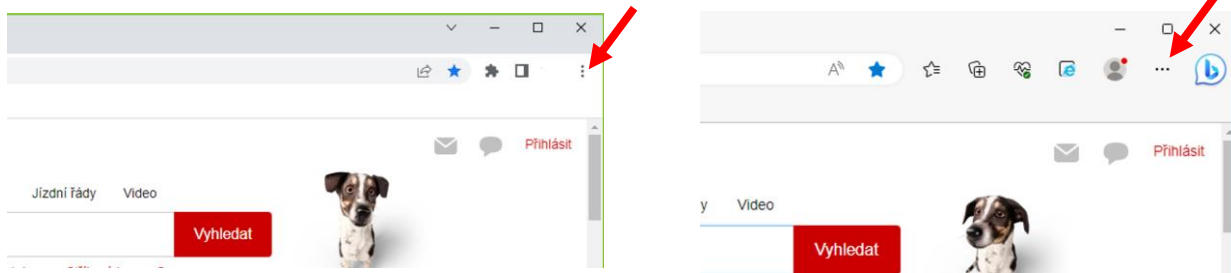 Přihlásit
Jízdní řády Video
Vyhledat
Přihlásit
y Video
Vyhledat